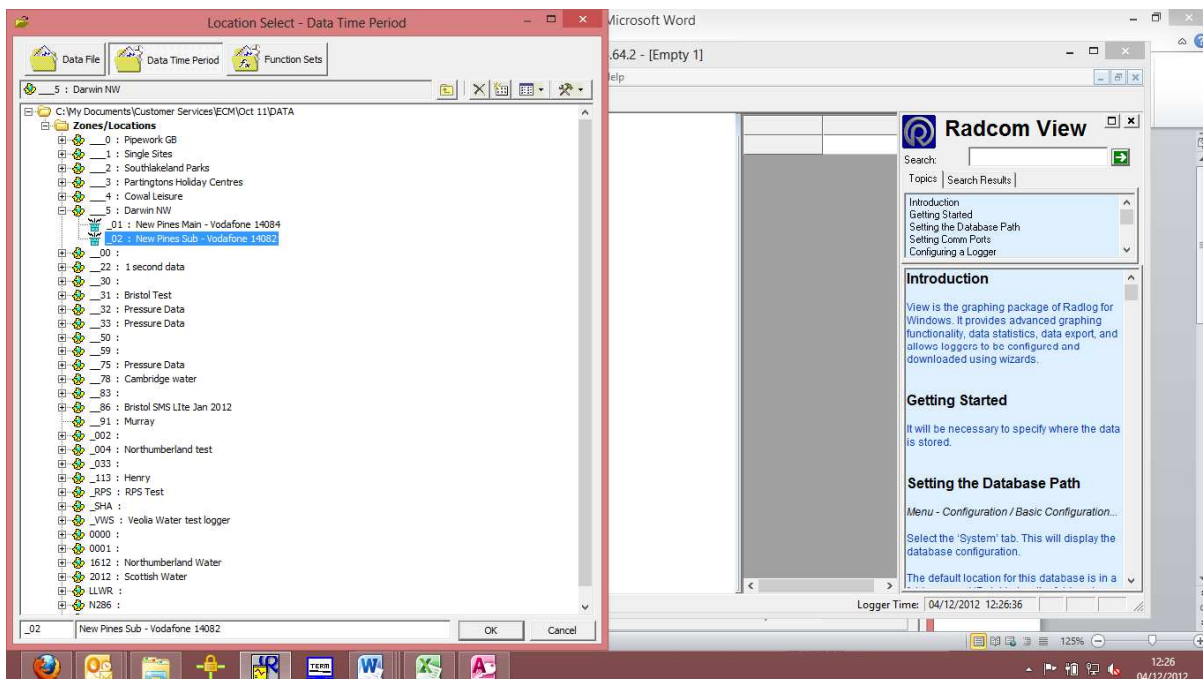 Location Select - Data Time Period
Data File
Data Time Period
Function Sets
___5 : Darwin NW
C:\My Documents\Customer Services\ECM\Oct 11\DATA
Zones/Locations
___0 : Pipework GB
___1 : Single Sites
___2 : Southlakeland Parks
___3 : Partingtons Holiday Centres
___4 : Cowal Leisure
___5 : Darwin NW
_01 : New Pines Main - Vodafone 14084
_02 : New Pines Sub - Vodafone 14082
__00 :
__22 : 1 second data
__30 :
__31 : Bristol Test
__32 : Pressure Data
__33 : Pressure Data
__50 :
__59 :
__75 : Pressure Data
__78 : Cambridge water
__83 :
__86 : Bristol SMS LIte Jan 2012
__91 : Murray
_002 :
_004 : Northumberland test
_033 :
_113 : Henry
_RPS : RPS Test
_SHA :
_VWS : Veolia Water test logger
0000 :
0001 :
1612 : Northumberland Water
2012 : Scottish Water
LLWR :
N286 :
_02
New Pines Sub - Vodafone 14082
OK
Cancel
Microsoft Word
.64.2 - [Empty 1]
Help
Radcom View
Search:
Topics
Search Results
Introduction
Getting Started
Setting the Database Path
Setting Comm Ports
Configuring a Logger
Introduction
View is the graphing package of Radlog for
Windows. It provides advanced graphing
functionality, data statistics, data export, and
allows loggers to be configured and
downloaded using wizards.
Getting Started
It will be necessary to specify where the data
is stored.
Setting the Database Path
Menu - Configuration / Basic Configuration...
Select the 'System' tab. This will display the
database configuration.
The default location for this database is in a
Logger Time: 04/12/2012 12:26:36
125%
TERM
12:26
04/12/2012